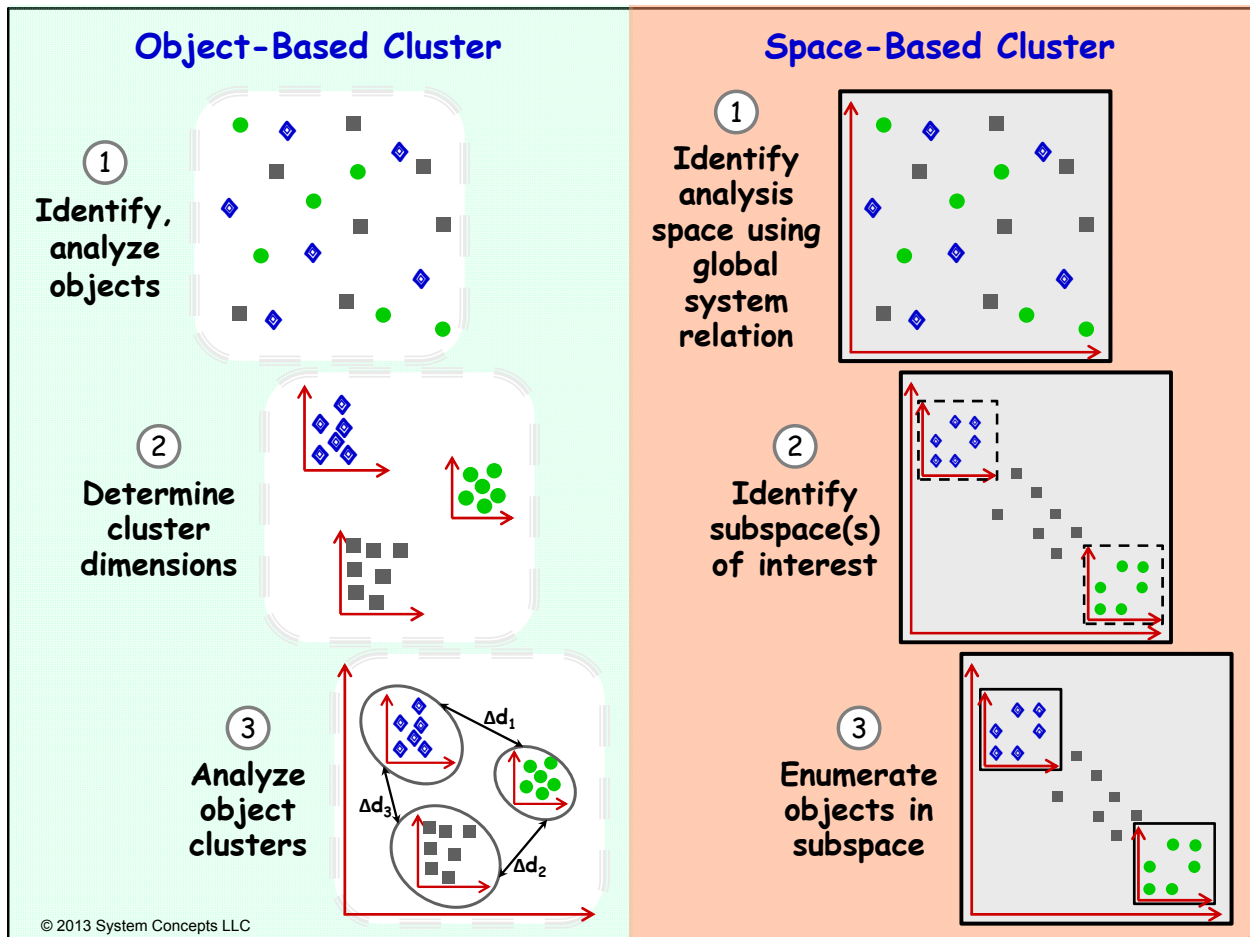 Object-Based Cluster
1
Identify,
analyze
objects
2
Determine
cluster
dimensions
3
Analyze
object
clusters
Δd1
Δd3
Δd2
© 2013 System Concepts LLC
Space-Based Cluster
1
Identify
analysis
space using
global
system
relation
2
Identify
subspace(s)
of interest
3
Enumerate
objects in
subspace